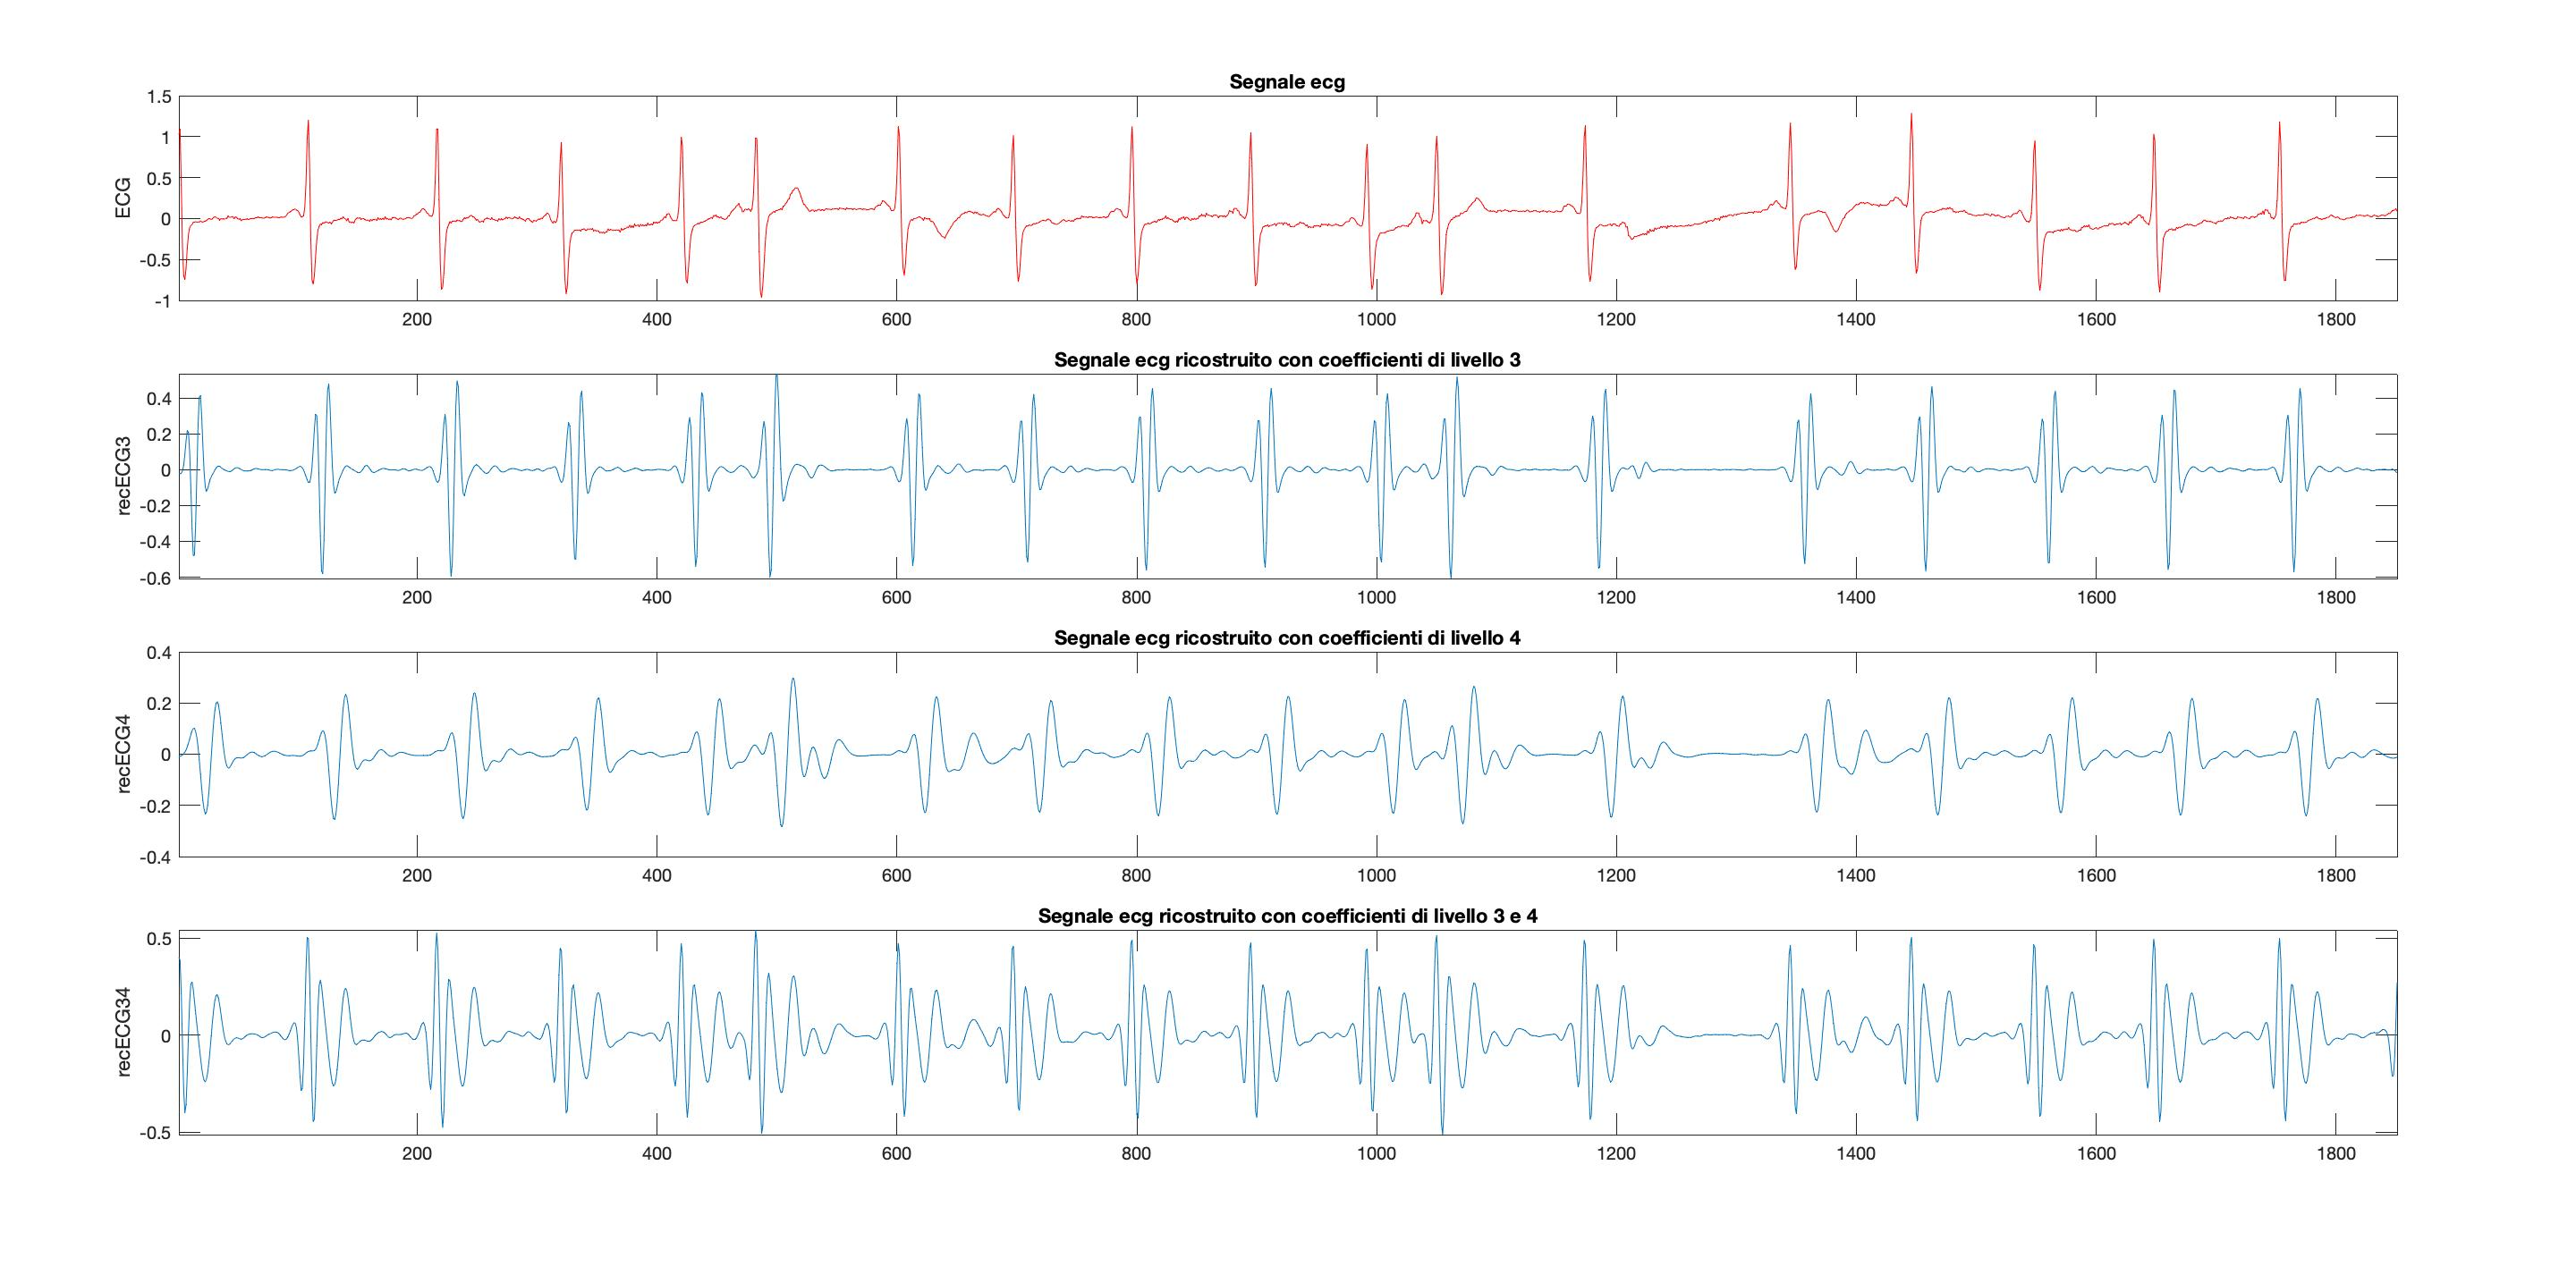 Segnale ecg
1.5
1
0.5
0
-0.5
-1
ECG
200 400 600 800 1000 1200 1400 1600 1800
Segnale ecg ricostruito con coefficienti di livello 3
0.4
0.2
0
-0.2
-0.4
-0.6
recECG3
200 400 600 800 1000 1200 1400 1600 1800
Segnale ecg ricostruito con coefficienti di livello 4
0.4
0.2
0
-0.2
-0.4
recECG4
200 400 600 800 1000 1200 1400 1600 1800
Segnale ecg ricostruito con coefficienti di livello 3 e 4
0.5
0
-0.5
recECG34
200 400 600 800 1000 1200 1400 1600 1800